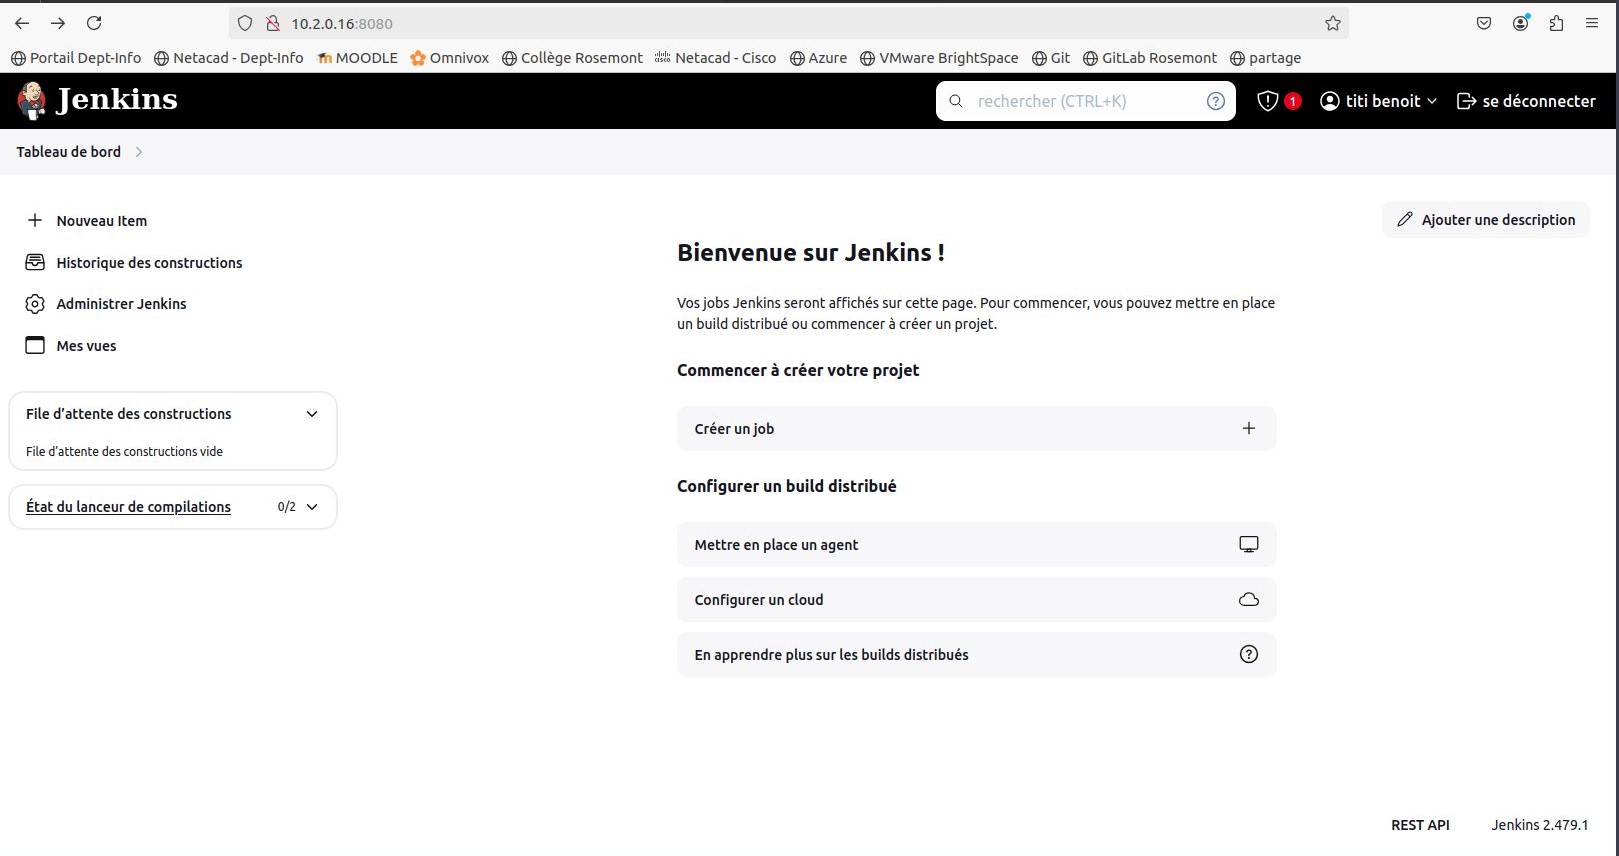 10.2.0.16:8080
Portail Dept-Info Netacad - Dept-Info MOODLE Omnivox Collège Rosemont Netacad - Cisco Azure VMware BrightSpace Git GitLab Rosemont partage
Jenkins rechercher (CTRL+K) ? 1 titi benoit se déconnecter
Tableau de bord
Nouveau Item
Historique des constructions
Administrer Jenkins
Mes vues
File d’attente des constructions
File d’attente des constructions vide
État du lanceur de compilations 0/2
Ajouter une description
Bienvenue sur Jenkins !
Vos jobs Jenkins seront affichés sur cette page. Pour commencer, vous pouvez mettre en place
un build distribué ou commencer à créer un projet.
Commencer à créer votre projet
Créer un job
Configurer un build distribué
Mettre en place un agent
Configurer un cloud
En apprendre plus sur les builds distribués
REST API Jenkins 2.479.1